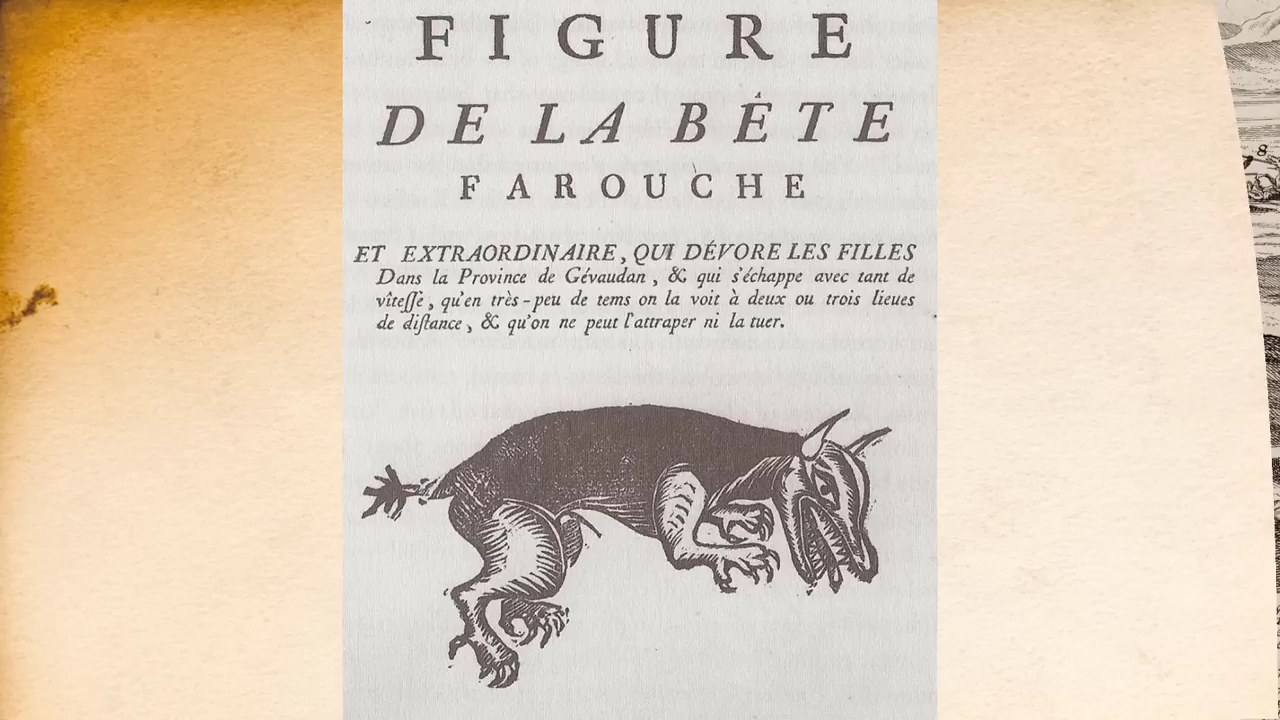 FIGURE
DE LA BÊTE
FAROUCHE
ET EXTRAORDINAIRE, QUI DÉVORE LES FILLES
Dans la Province de Gévaudan, & qui s'échappe avec tant de
vîteſſe, qu'en très-peu de tems on la voit à deux ou trois lieues
de diſtance, & qu'on ne peut l'attraper ni la tuer.
8